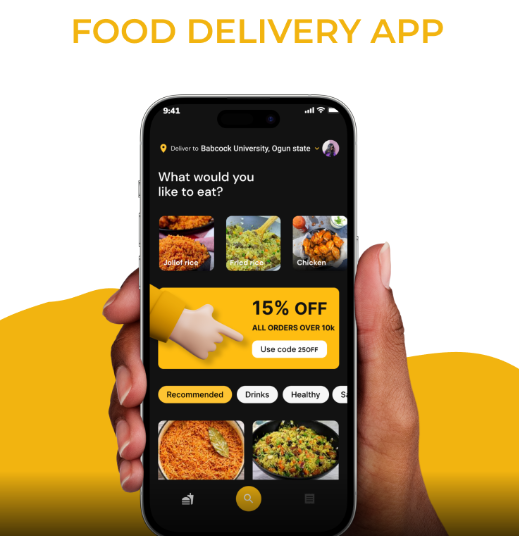 FOOD DELIVERY APP
9:41
Deliver to Babcock University, Ogun state
What would you
like to eat?
Jollof rice
Fried rice
Chicken
15% OFF
ALL ORDERS OVER 10k
Use code 25OFF
Recommended
Drinks
Healthy